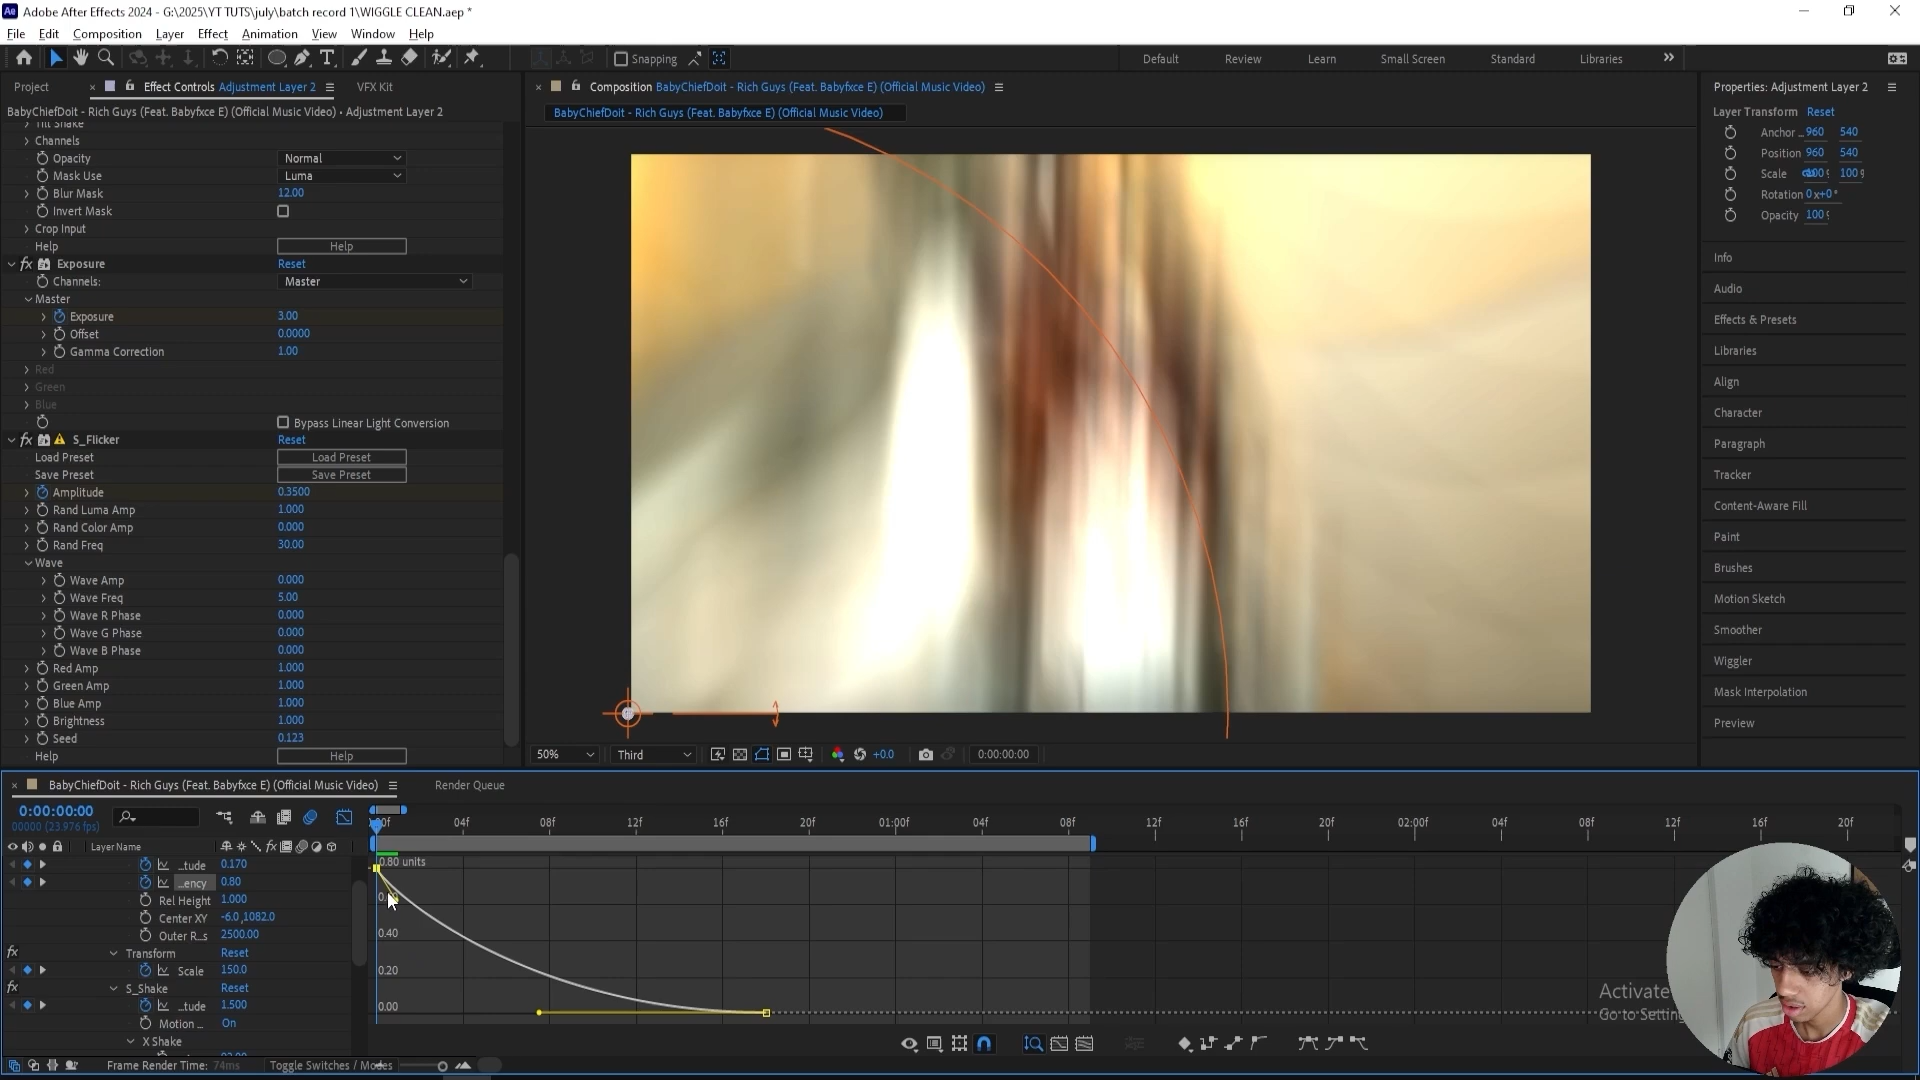 Adobe After Effects 2024 - G:\2025\YT TUTS\july\batch record 1\WIGGLE CLEAN.aep *
File Edit Composition Layer Effect Animation View Window Help
Snapping
Default Review Learn Small Screen Standard Libraries
Project Effect Controls Adjustment Layer 2 VFX Kit
BabyChiefDoit - Rich Guys (Feat. Babyfxce E) (Official Music Video) • Adjustment Layer 2
Tilt Shake
Channels
Opacity Normal
Mask Use Luma
Blur Mask 12.00
Invert Mask
Crop Input
Help Help
Exposure Reset
Channels: Master
Master
Exposure 3.00
Offset 0.0000
Gamma Correction 1.00
Red
Green
Blue
Bypass Linear Light Conversion
S_Flicker Reset
Load Preset Load Preset
Save Preset Save Preset
Amplitude 0.3500
Rand Luma Amp 1.000
Rand Color Amp 0.000
Rand Freq 30.00
Wave
Wave Amp 0.000
Wave Freq 5.00
Wave R Phase 0.000
Wave G Phase 0.000
Wave B Phase 0.000
Red Amp 1.000
Green Amp 1.000
Blue Amp 1.000
Brightness 1.000
Seed 0.123
Help Help
Composition BabyChiefDoit - Rich Guys (Feat. Babyfxce E) (Official Music Video)
BabyChiefDoit - Rich Guys (Feat. Babyfxce E) (Official Music Video)
50% Third +0.0 0:00:00:00
Properties: Adjustment Layer 2
Layer Transform Reset
Anchor ... 960 540
Position 960 540
Scale 100 100
Rotation 0x+0°
Opacity 100
Info
Audio
Effects & Presets
Libraries
Align
Character
Paragraph
Tracker
Content-Aware Fill
Paint
Brushes
Motion Sketch
Smoother
Wiggler
Mask Interpolation
Preview
BabyChiefDoit - Rich Guys (Feat. Babyfxce E) (Official Music Video) Render Queue
0:00:00:00
00000 (23.976 fps)
04f 08f 12f 16f 20f 01:00f 04f 08f 12f 16f 20f 02:00f 04f 08f 12f 16f 20f
Layer Name
..tude 0.170
..ency 0.80
Rel Height 1.000
Center XY -6.0,1082.0
Outer R..s 2500.00
Transform Reset
Scale 150.0
S_Shake Reset
..tude 1.500
Motion ... On
X Shake
0.80 units
0.40
0.20
0.00
Frame Render Time: 74ms Toggle Switches / Modes
Activate
Go to Setting